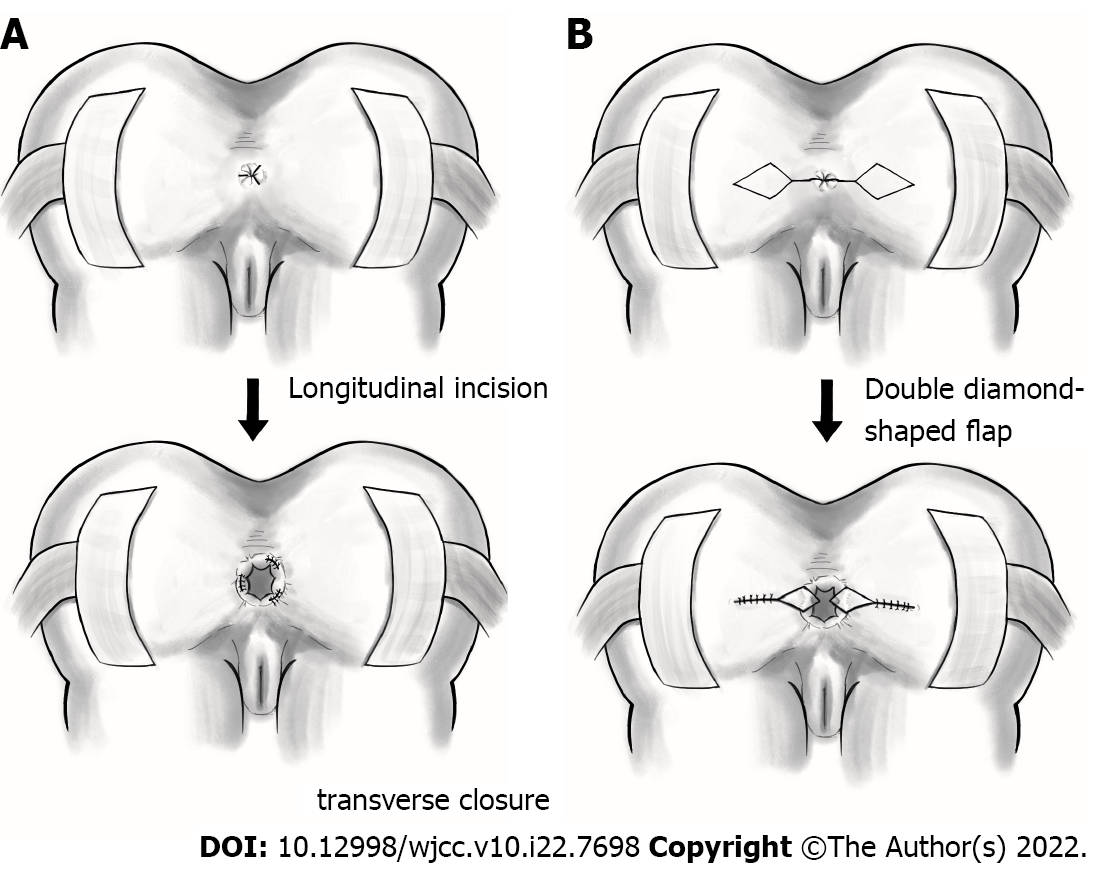 A
B
Longitudinal incision
Double diamond-
shaped flap
transverse closure
DOI: 10.12998/wjcc.v10.i22.7698 Copyright ©The Author(s) 2022.